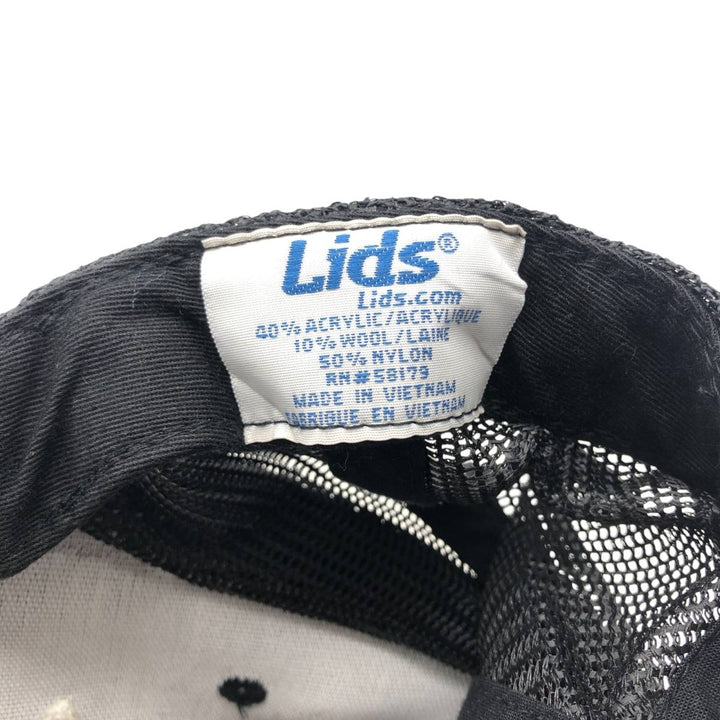 Lids®
Lids.com
40% ACRYLIC/ACRYLIQUE
10% WOOL/LAINE
50% NYLON
RN#58179
MADE IN VIETNAM
FABRIQUE EN VIETNAM